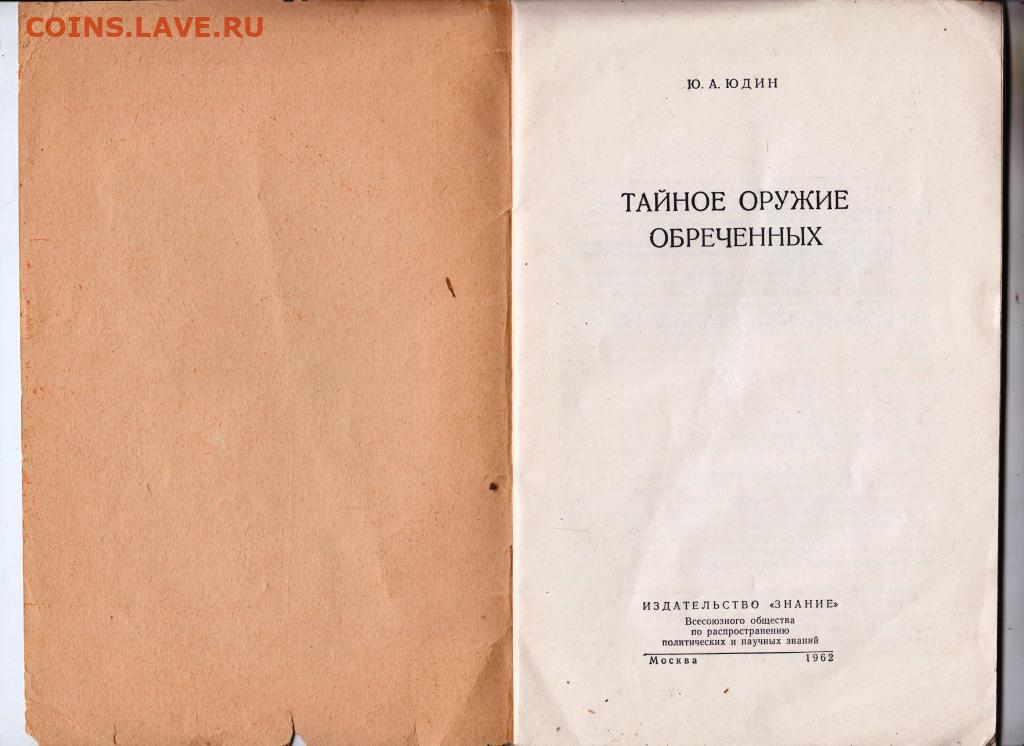 COINS.LAVE.RU
Ю. А. ЮДИН
ТАЙНОЕ ОРУЖИЕ
ОБРЕЧЕННЫХ
ИЗДАТЕЛЬСТВО «ЗНАНИЕ»
Всесоюзного общества
по распространению
политических и научных знаний
Москва 1962